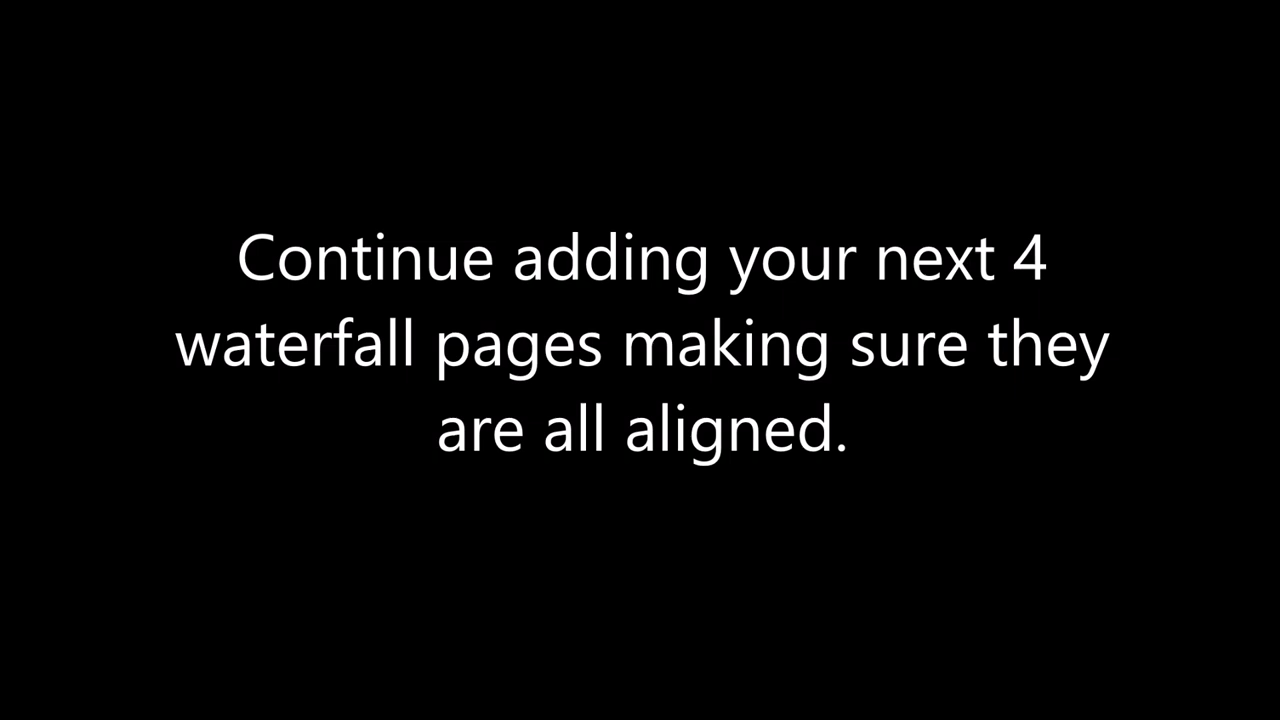 Continue adding your next 4
waterfall pages making sure they
are all aligned.